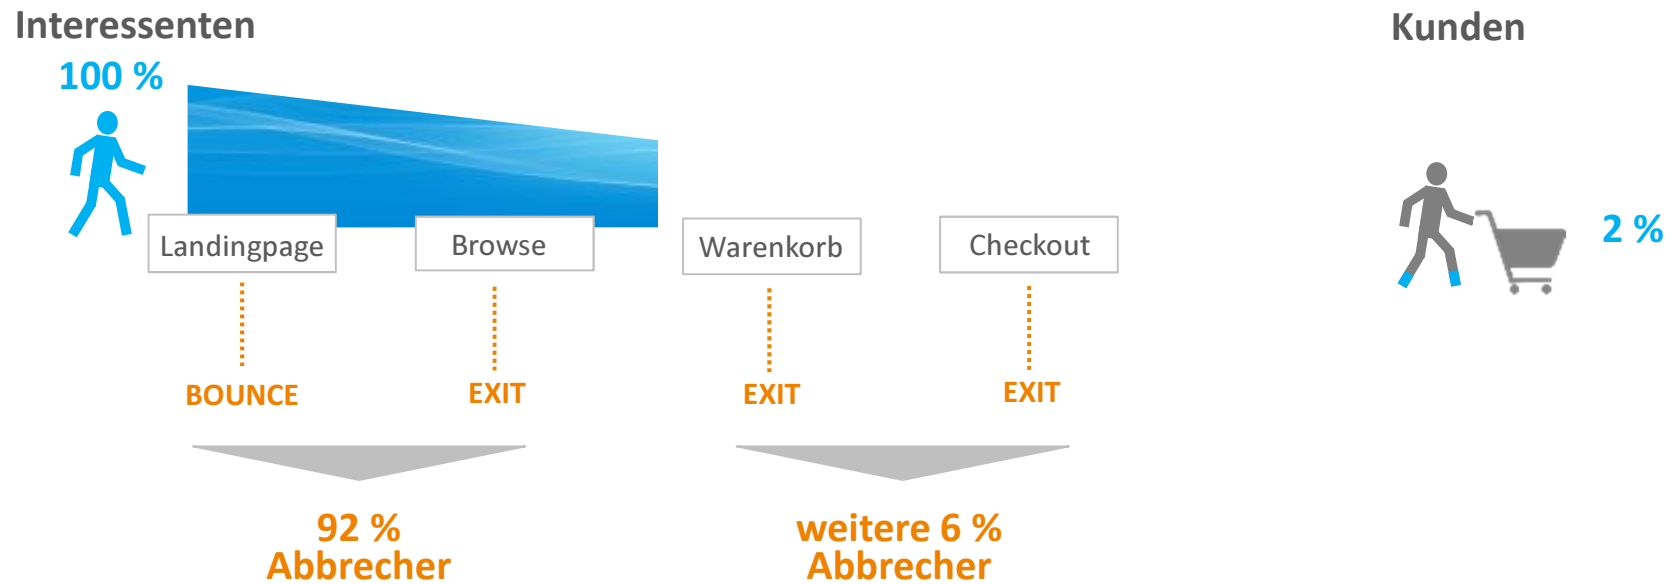 Interessenten
Kunden
100 %
2 %
Landingpage
Browse
Warenkorb
Checkout
BOUNCE
EXIT
EXIT
EXIT
92 %
Abbrecher
weitere 6 %
Abbrecher